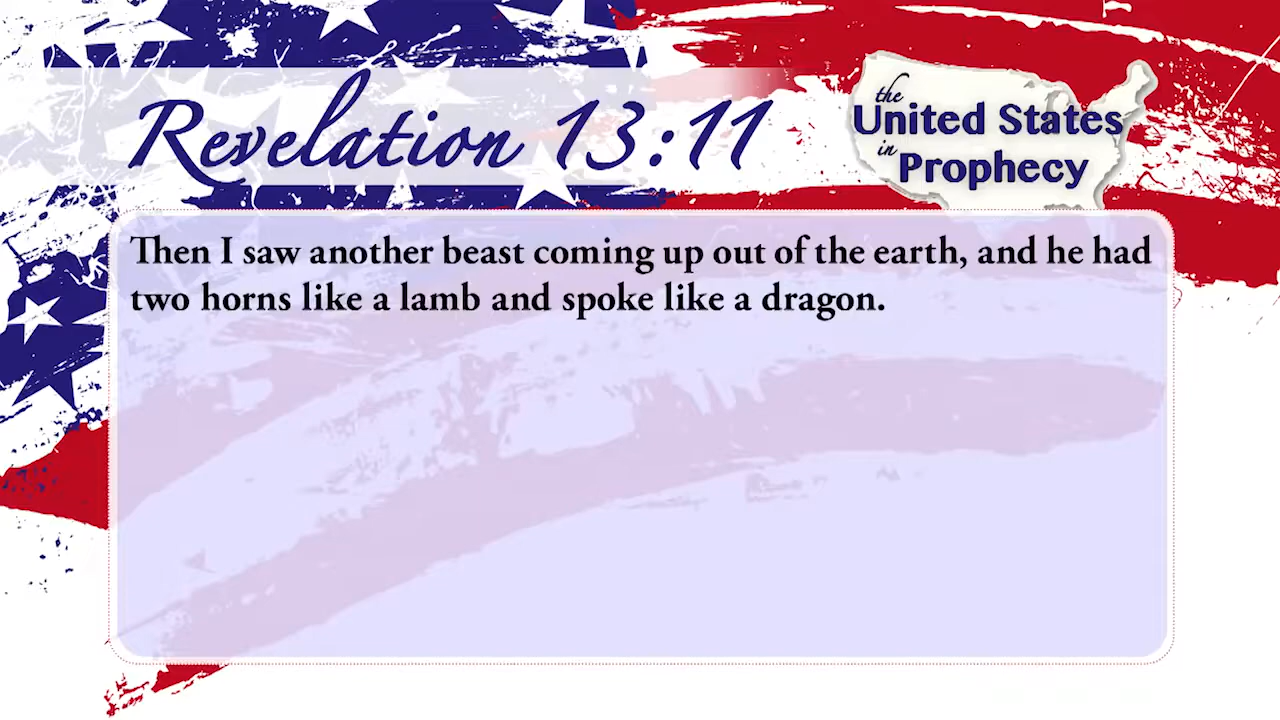 Revelation 13:11
the
United States
in
Prophecy
Then I saw another beast coming up out of the earth, and he had
two horns like a lamb and spoke like a dragon.